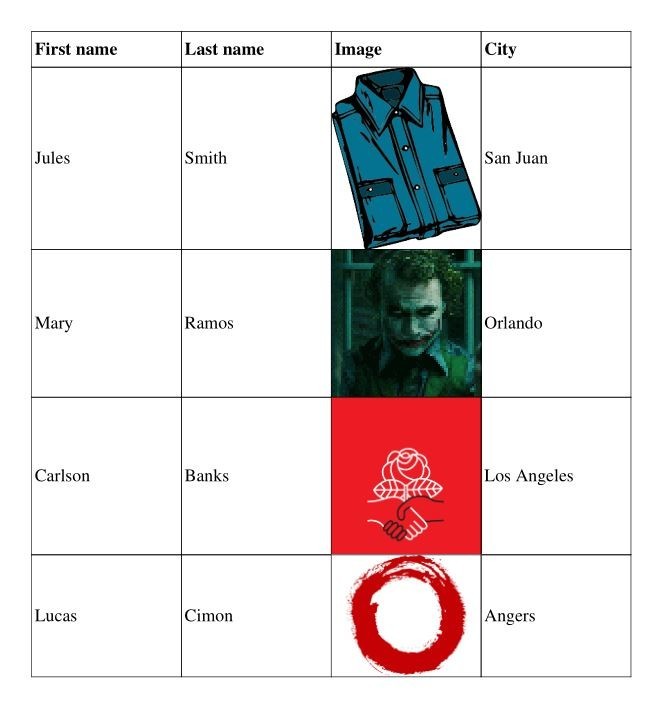 First name Last name Image City
Jules Smith San Juan
Mary Ramos Orlando
Carlson Banks Los Angeles
Lucas Cimon Angers